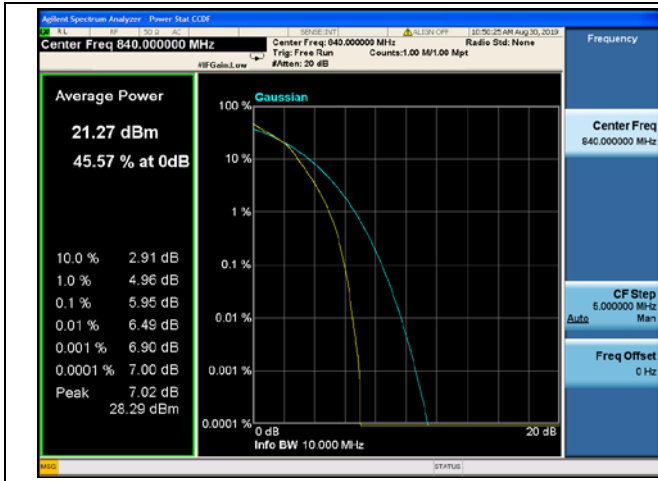 Agilent Spectrum Analyzer - Power Stat CCDF
RL RF 50 Ω AC SENSE:INT ALIGN OFF 10:50:25 AM Aug 30, 2019
Center Freq 840.000000 MHz
Center Freq: 840.000000 MHz Radio Std: None
Trig: Free Run Counts:1.00 M/1.00 Mpt
#IFGain:Low #Atten: 20 dB
Frequency
Average Power
21.27 dBm
45.57 % at 0dB
10.0 % 2.91 dB
1.0 % 4.96 dB
0.1 % 5.95 dB
0.01 % 6.49 dB
0.001 % 6.90 dB
0.0001 % 7.00 dB
Peak 7.02 dB
28.29 dBm
Gaussian
100 %
10 %
1 %
0.1 %
0.01 %
0.001 %
0.0001 %
0 dB 20 dB
Info BW 10.000 MHz
Center Freq
840.000000 MHz
CF Step
5.000000 MHz
Auto Man
Freq Offset
0 Hz
MSG STATUS